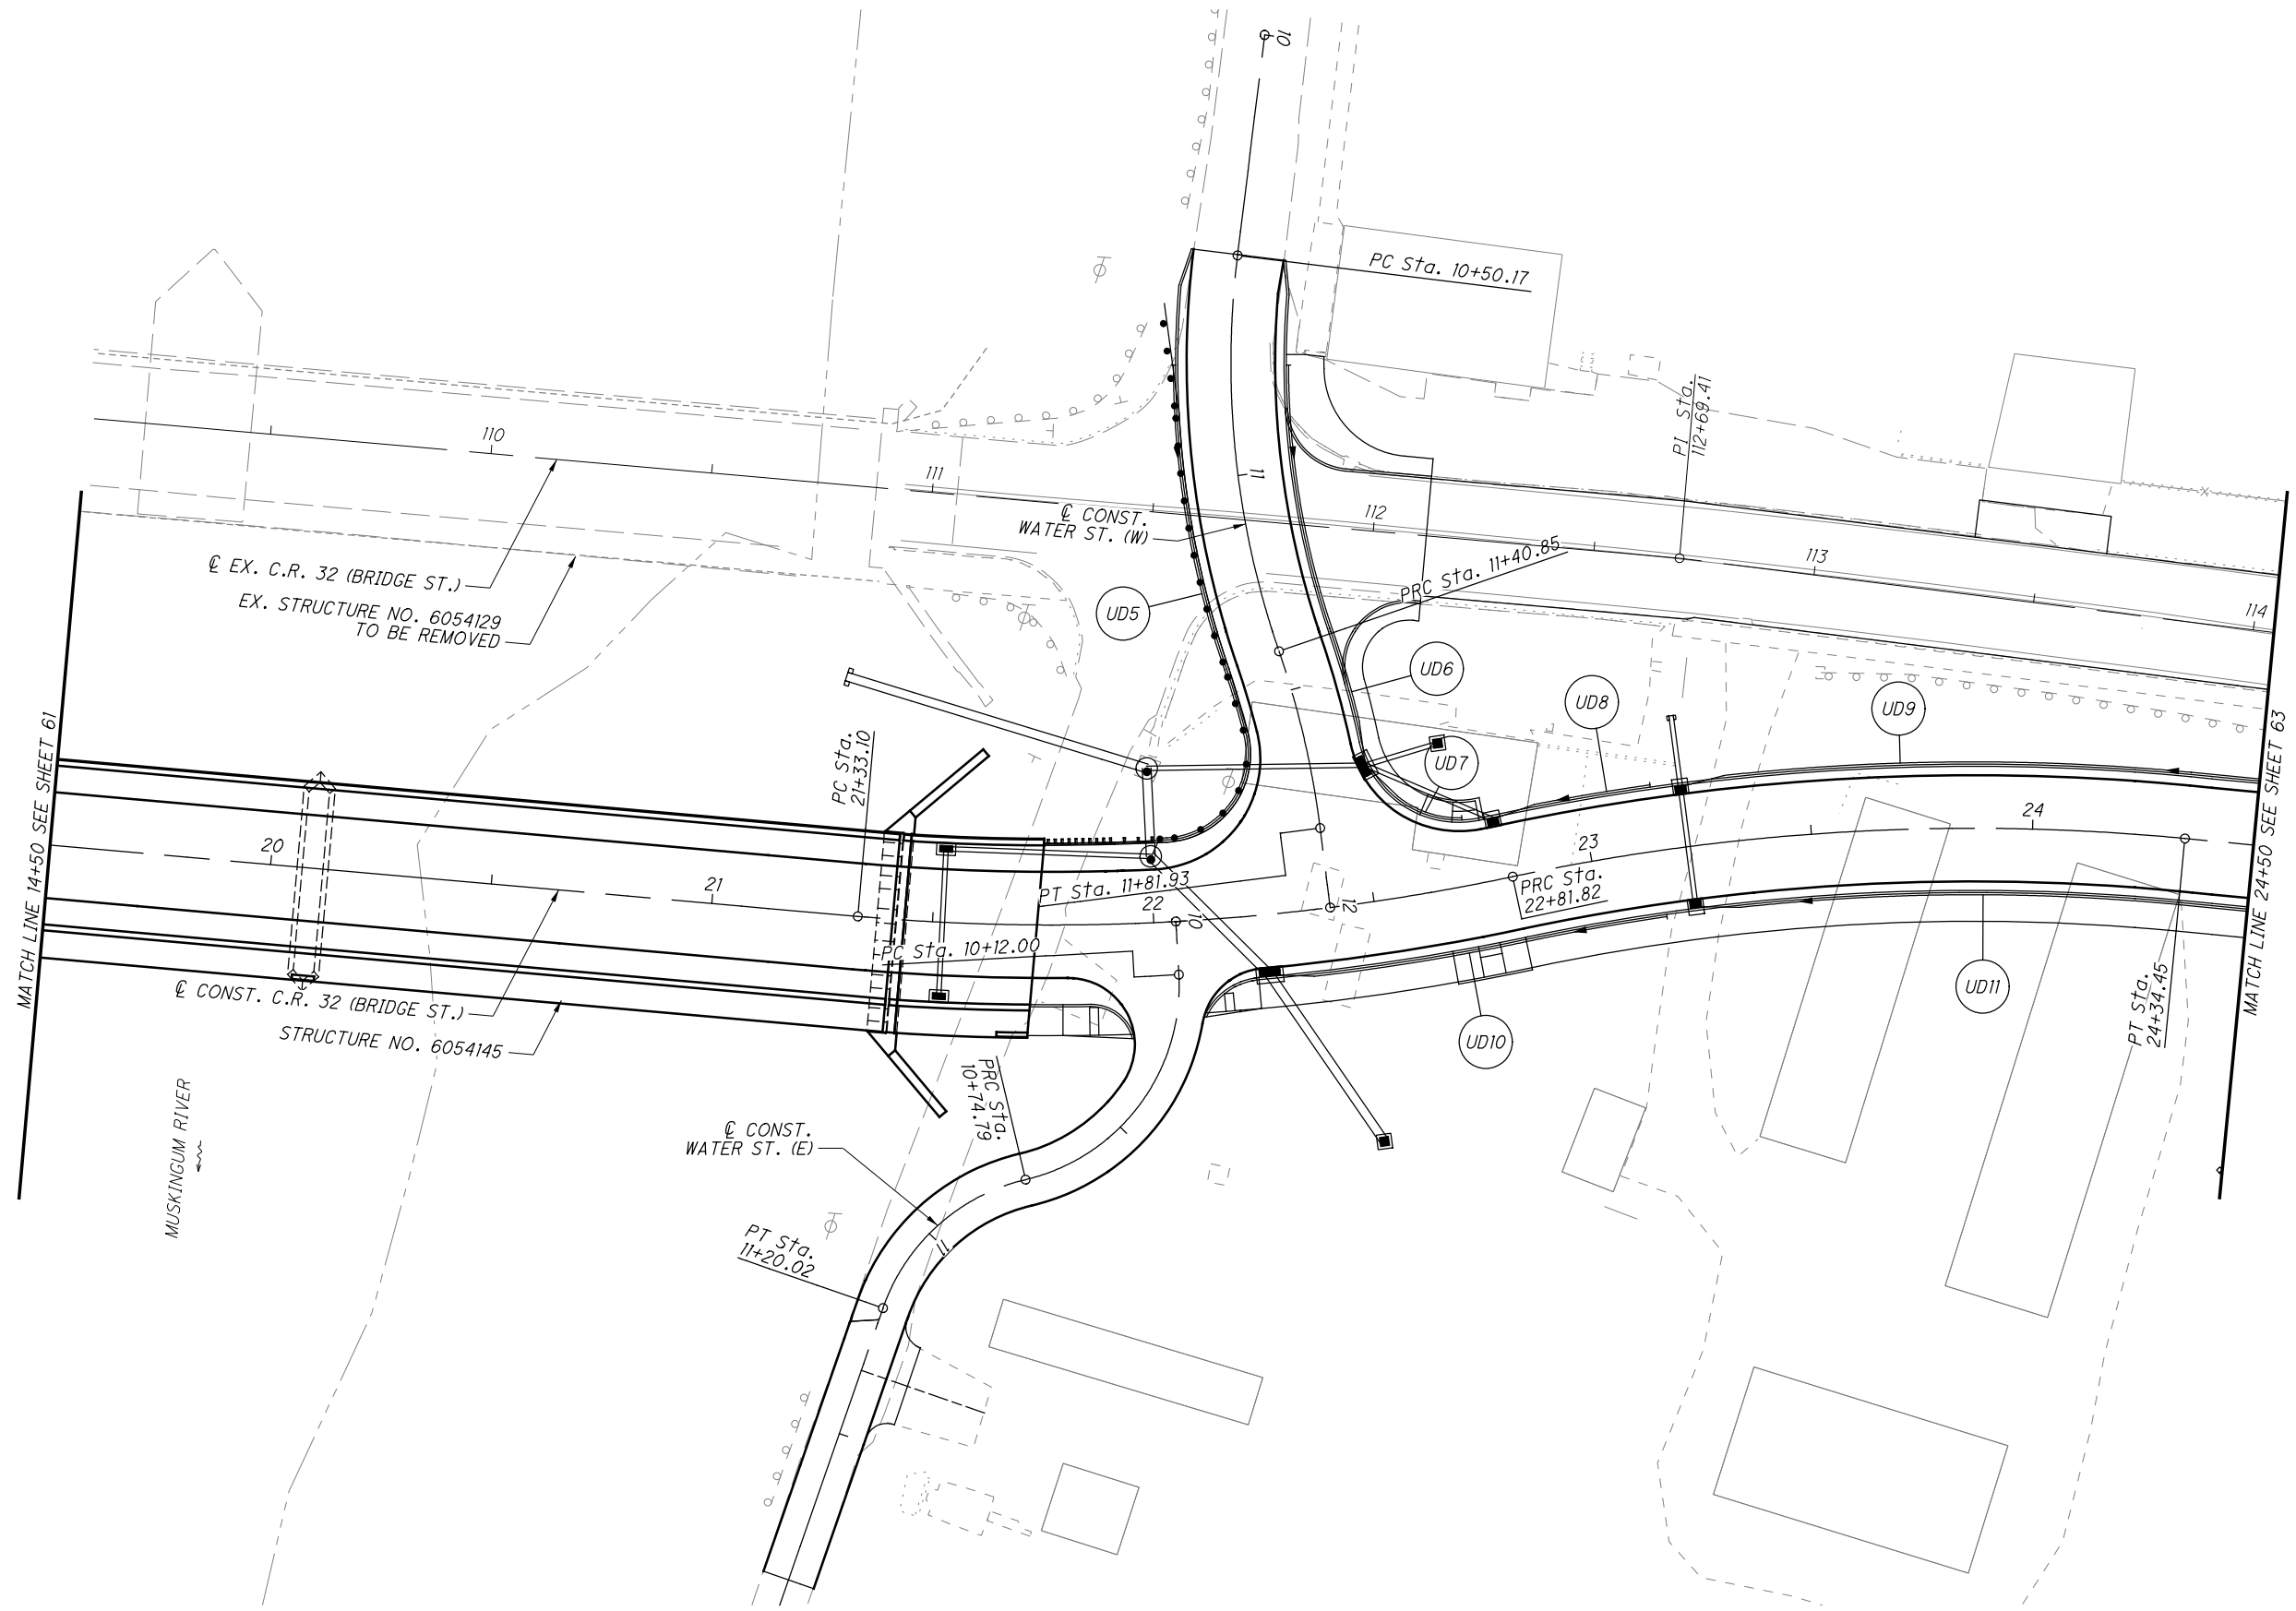 10
PC Sta. 10+50.17
PI Sta.
112+69.41
110
111
11
112
113
114
℄ CONST.
WATER ST. (W)
PRC Sta. 11+40.85
℄ EX. C.R. 32 (BRIDGE ST.)
EX. STRUCTURE NO. 6054129
TO BE REMOVED
UD5
UD6
UD7
UD8
UD9
MATCH LINE 14+50 SEE SHEET 61
MATCH LINE 24+50 SEE SHEET 63
PC Sta.
21+33.10
20
21
22
23
24
PT Sta. 11+81.93
12
10
PRC Sta.
22+81.82
PC Sta. 10+12.00
℄ CONST. C.R. 32 (BRIDGE ST.)
STRUCTURE NO. 6054145
UD10
UD11
PT Sta.
24+34.45
PRC Sta.
10+74.79
MUSKINGUM RIVER
℄ CONST.
WATER ST. (E)
11
PT Sta.
11+20.02